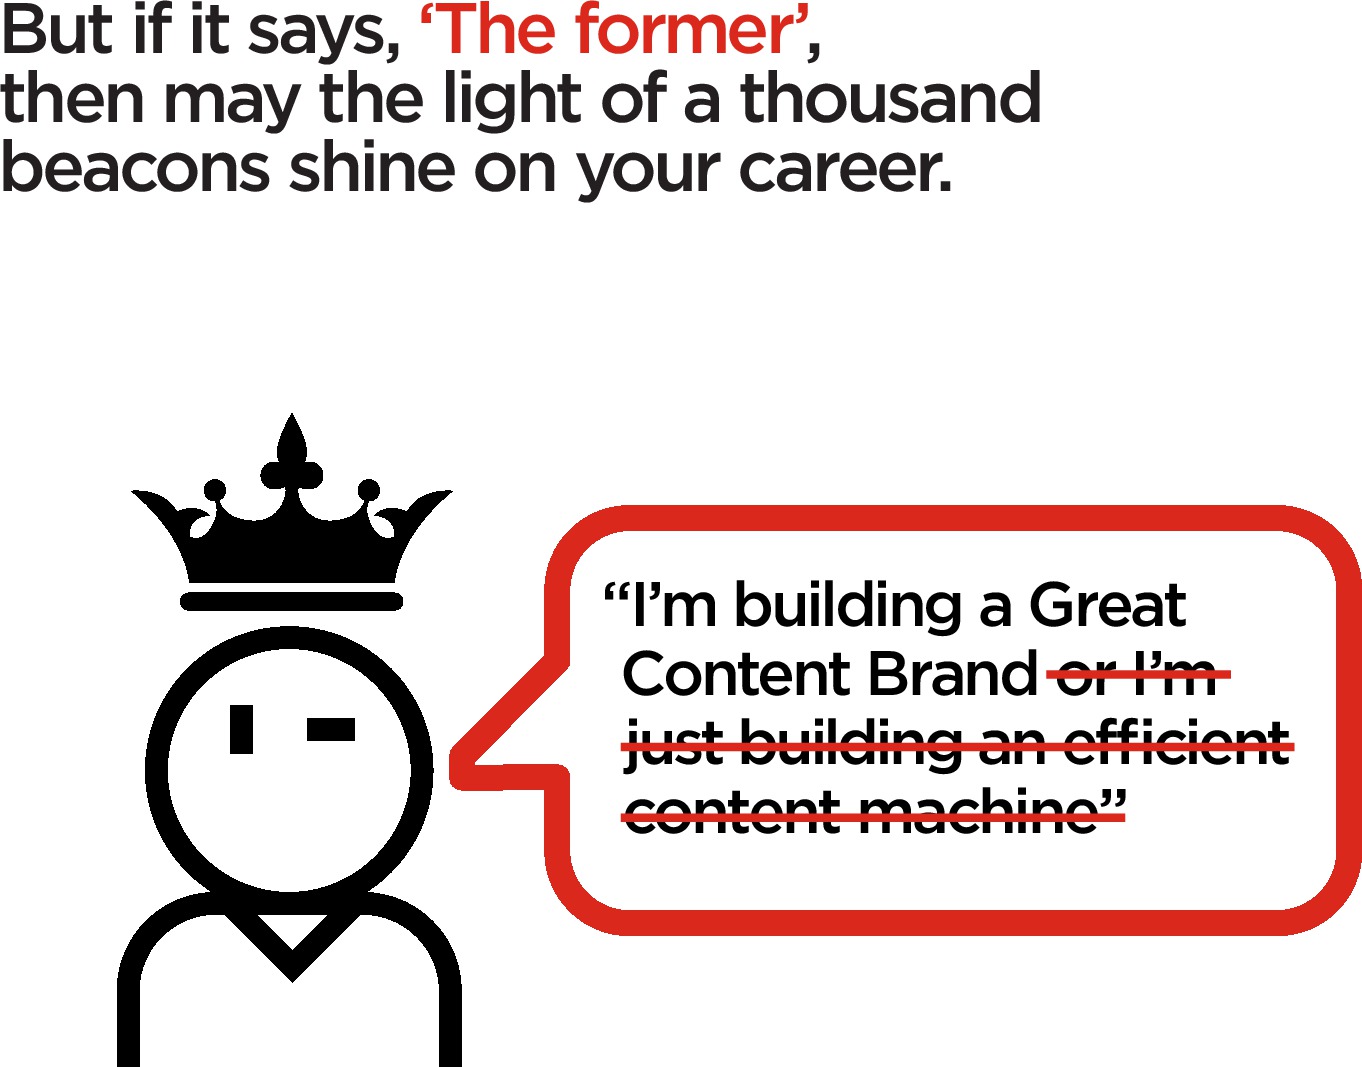 But if it says, ‘The former’,
then may the light of a thousand
beacons shine on your career.
“I’m building a Great
Content Brand or I’m
just building an efficient
content machine”